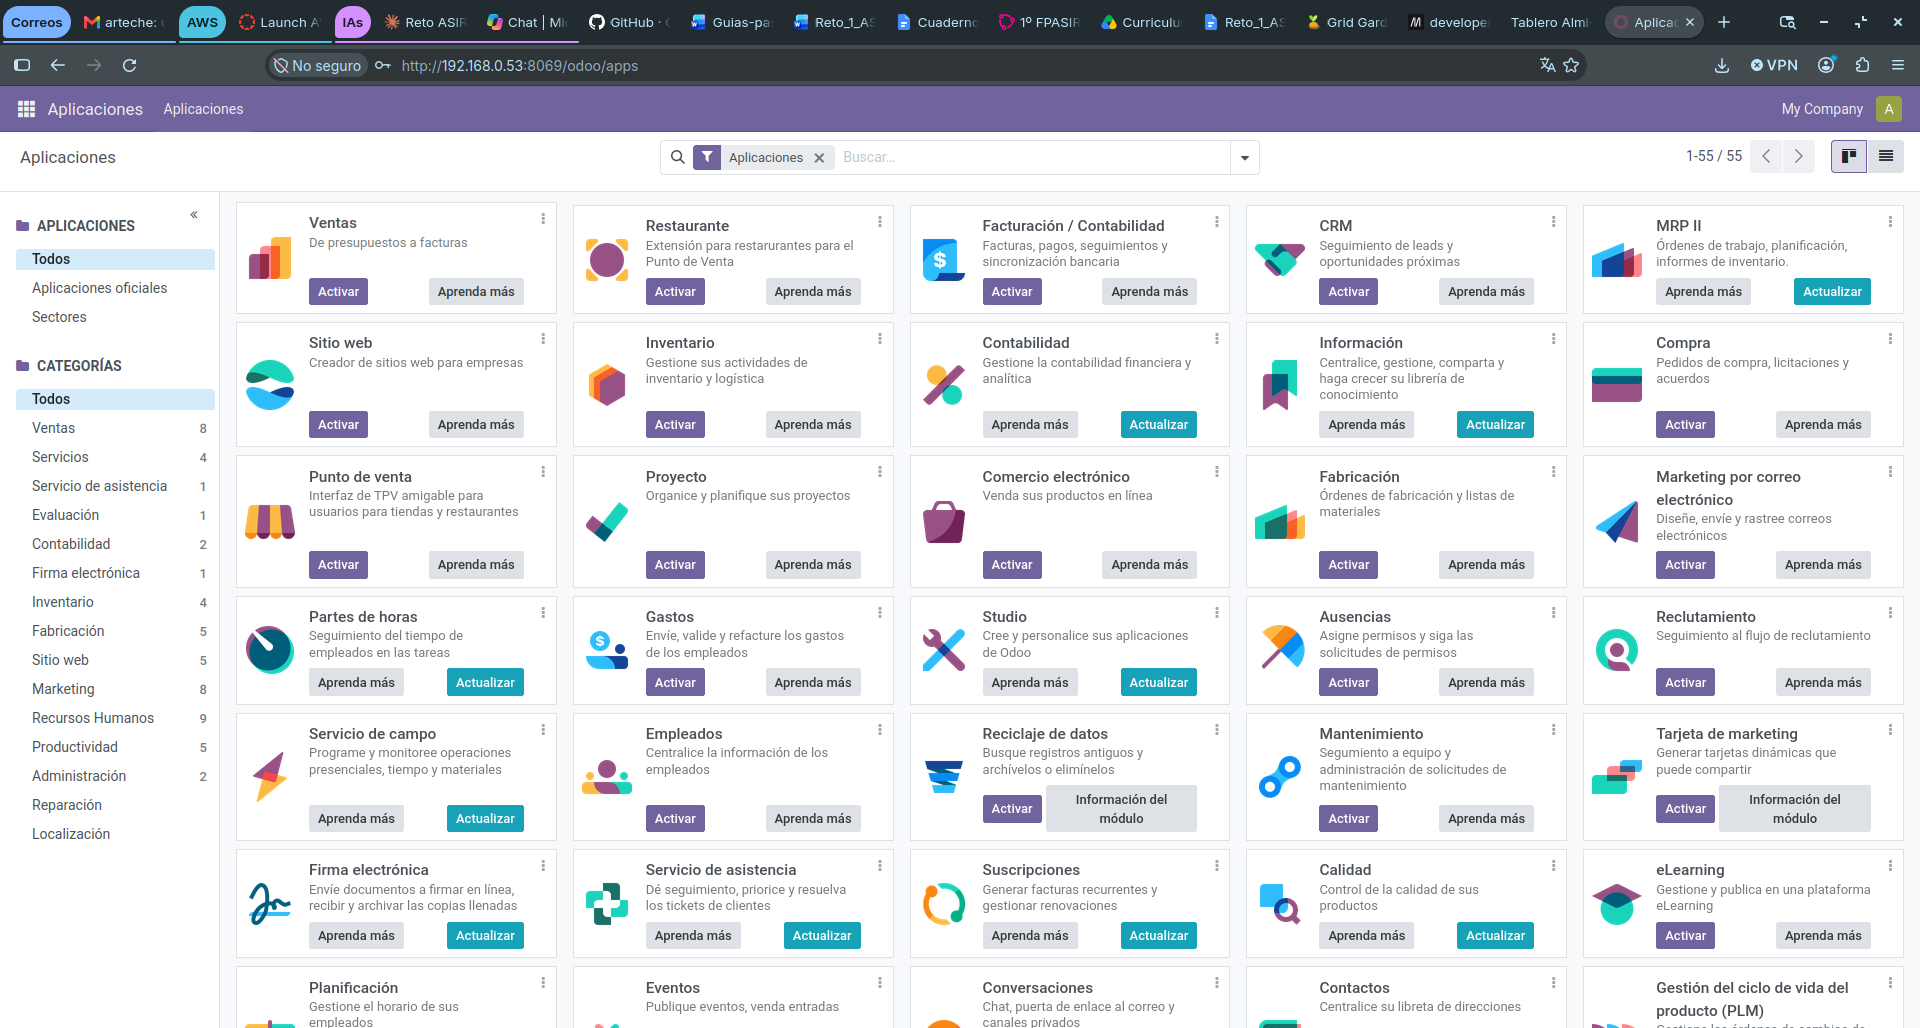 Correos
arteche:
AWS
Launch A
IAs
Reto ASIR
Chat | Mi
GitHub ·
Guias-pa
Reto_1_AS
Cuaderno
1º FPASIR
Curriculu
Reto_1_AS
Grid Gard
develope
Tablero Almi
Aplicac
No seguro
http://192.168.0.53:8069/odoo/apps
VPN
Aplicaciones
Aplicaciones
My Company
A
Aplicaciones
Aplicaciones
Buscar...
1-55 / 55
APLICACIONES
Todos
Aplicaciones oficiales
Sectores
CATEGORÍAS
Todos
Ventas 8
Servicios 4
Servicio de asistencia 1
Evaluación 1
Contabilidad 2
Firma electrónica 1
Inventario 4
Fabricación 5
Sitio web 5
Marketing 8
Recursos Humanos 9
Productividad 5
Administración 2
Reparación
Localización
Ventas
De presupuestos a facturas
Activar
Aprenda más
Restaurante
Extensión para restarurantes para el
Punto de Venta
Activar
Aprenda más
Facturación / Contabilidad
Facturas, pagos, seguimientos y
sincronización bancaria
Activar
Aprenda más
CRM
Seguimiento de leads y
oportunidades próximas
Activar
Aprenda más
MRP II
Órdenes de trabajo, planificación,
informes de inventario.
Aprenda más
Actualizar
Sitio web
Creador de sitios web para empresas
Activar
Aprenda más
Inventario
Gestione sus actividades de
inventario y logística
Activar
Aprenda más
Contabilidad
Gestione la contabilidad financiera y
analítica
Aprenda más
Actualizar
Información
Centralice, gestione, comparta y
haga crecer su librería de
conocimiento
Aprenda más
Actualizar
Compra
Pedidos de compra, licitaciones y
acuerdos
Activar
Aprenda más
Punto de venta
Interfaz de TPV amigable para
usuarios para tiendas y restaurantes
Activar
Aprenda más
Proyecto
Organice y planifique sus proyectos
Activar
Aprenda más
Comercio electrónico
Venda sus productos en línea
Activar
Aprenda más
Fabricación
Órdenes de fabricación y listas de
materiales
Activar
Aprenda más
Marketing por correo
electrónico
Diseñe, envíe y rastree correos
electrónicos
Activar
Aprenda más
Partes de horas
Seguimiento del tiempo de
empleados en las tareas
Aprenda más
Actualizar
Gastos
Envíe, valide y refacture los gastos
de los empleados
Activar
Aprenda más
Studio
Cree y personalice sus aplicaciones
de Odoo
Aprenda más
Actualizar
Ausencias
Asigne permisos y siga las
solicitudes de permisos
Activar
Aprenda más
Reclutamiento
Seguimiento al flujo de reclutamiento
Activar
Aprenda más
Servicio de campo
Programe y monitoree operaciones
presenciales, tiempo y materiales
Aprenda más
Actualizar
Empleados
Centralice la información de los
empleados
Activar
Aprenda más
Reciclaje de datos
Busque registros antiguos y
archívelos o elimínelos
Activar
Información del
módulo
Mantenimiento
Segumiento a equipo y
administración de solicitudes de
mantenimiento
Activar
Aprenda más
Tarjeta de marketing
Generar tarjetas dinámicas que
puede compartir
Activar
Información del
módulo
Firma electrónica
Envíe documentos a firmar en línea,
recibir y archivar las copias llenadas
Aprenda más
Actualizar
Servicio de asistencia
Dé seguimiento, priorice y resuelva
los tickets de clientes
Aprenda más
Actualizar
Suscripciones
Generar facturas recurrentes y
gestionar renovaciones
Aprenda más
Actualizar
Calidad
Control de la calidad de sus
productos
Aprenda más
Actualizar
eLearning
Gestione y publica en una plataforma
eLearning
Activar
Aprenda más
Planificación
Gestione el horario de sus
empleados
Eventos
Publique eventos, venda entradas
Conversaciones
Chat, puerta de enlace al correo y
canales privados
Contactos
Centralice su libreta de direcciones
Gestión del ciclo de vida del
producto (PLM)